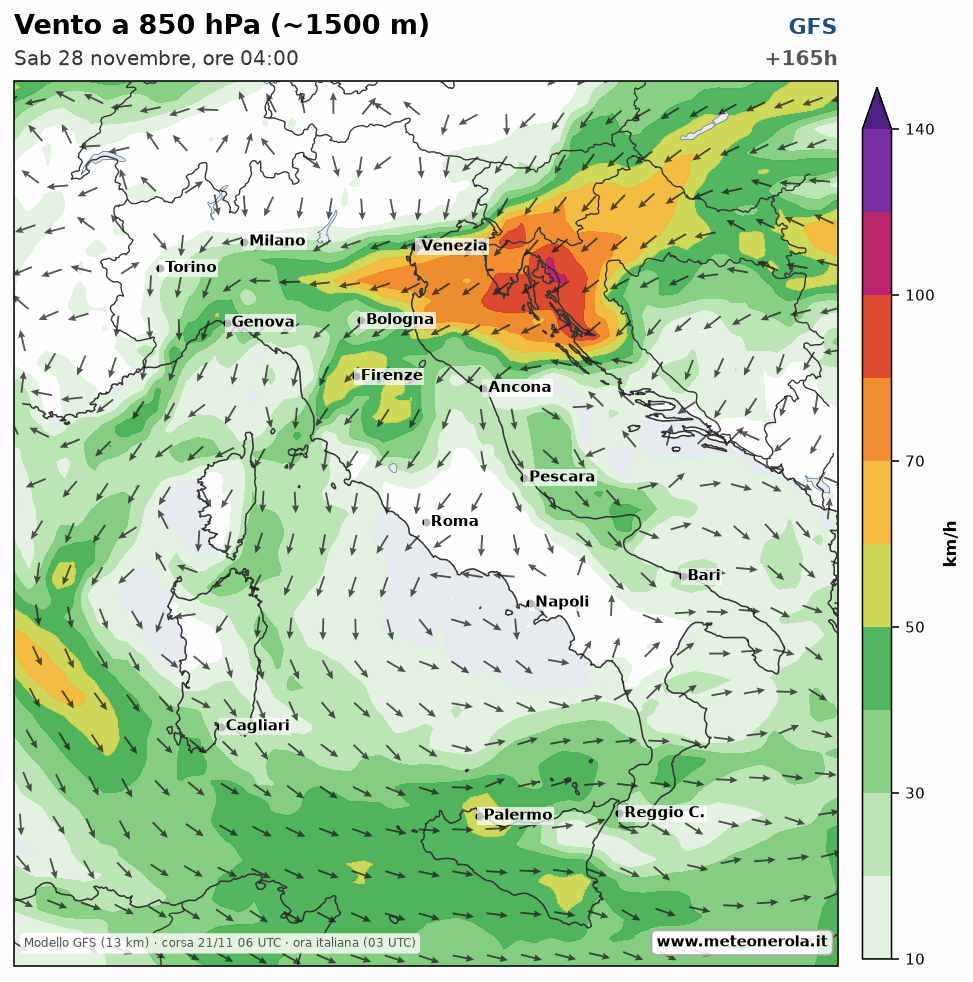 Vento a 850 hPa (~1500 m)
GFS
Sab 28 novembre, ore 04:00
+165h
140
Milano
Venezia
Torino
100
Genova
Bologna
Firenze
Ancona
70
Pescara
Roma
km/h
Bari
Napoli
50
Cagliari
30
Palermo
Reggio C.
Modello GFS (13 km) · corsa 21/11 06 UTC · ora italiana (03 UTC)
www.meteonerola.it
10